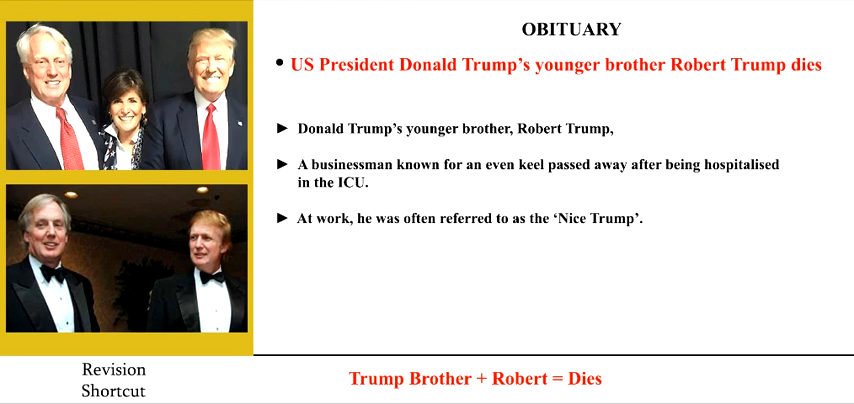 OBITUARY
• US President Donald Trump’s younger brother Robert Trump dies
► Donald Trump’s younger brother, Robert Trump,
► A businessman known for an even keel passed away after being hospitalised
in the ICU.
► At work, he was often referred to as the ‘Nice Trump’.
Revision
Shortcut
Trump Brother + Robert = Dies